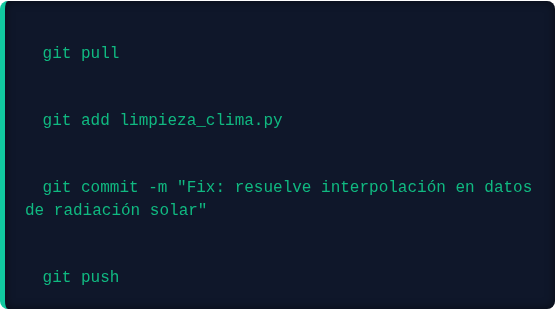 git pull
git add limpieza_clima.py
git commit -m "Fix: resuelve interpolación en datos
de radiación solar"
git push